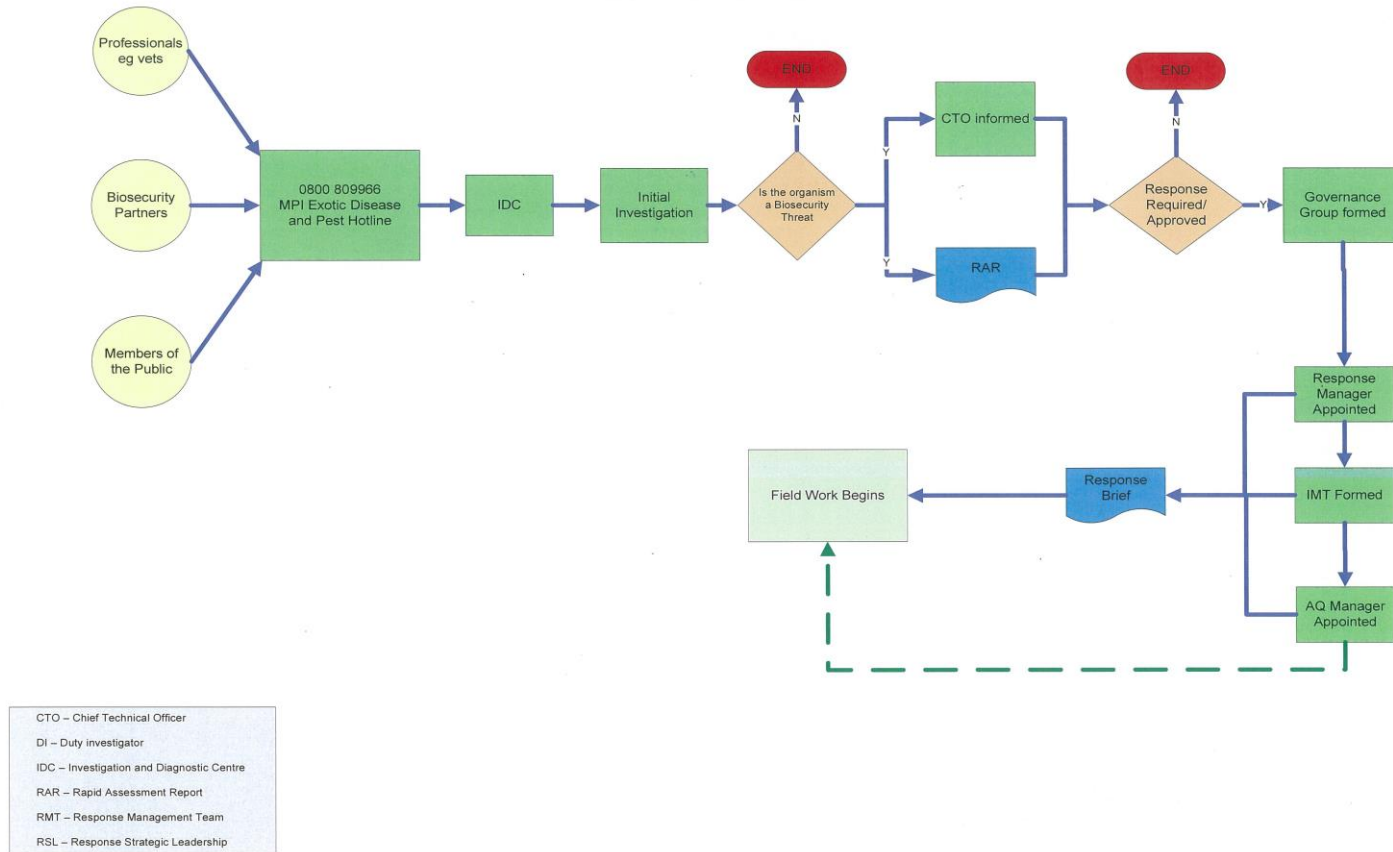 Professionals
eg vets
Biosecurity
Partners
Members of
the Public
0800 809966
MPI Exotic Disease
and Pest Hotline
IDC
Initial
Investigation
END
N
Is the organism
a Biosecurity
Threat
Y
Y
CTO informed
RAR
END
N
Response
Required/
Approved
Y
Governance
Group formed
Response
Manager
Appointed
IMT Formed
AQ Manager
Appointed
Response
Brief
Field Work Begins
CTO – Chief Technical Officer
DI – Duty investigator
IDC – Investigation and Diagnostic Centre
RAR – Rapid Assessment Report
RMT – Response Management Team
RSL – Response Strategic Leadership